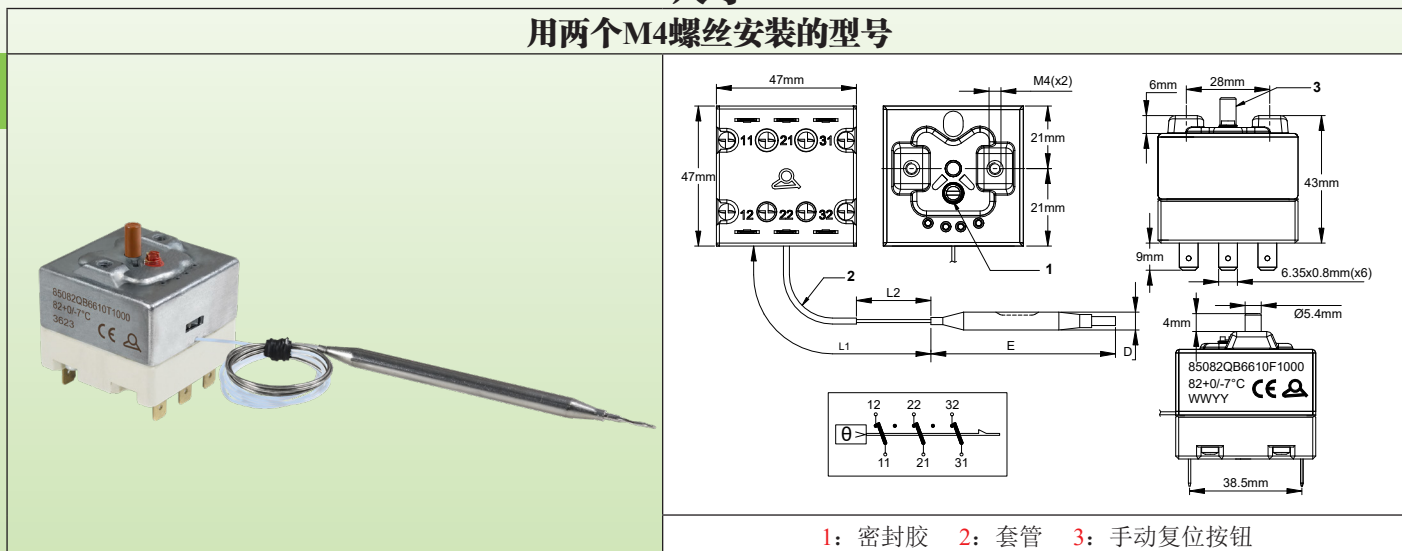 用两个M4螺丝安装的型号
85082QB6610T1000
82+0/-7°C
3623
CE
47mm
47mm
11 21 31
12 22 32
M4(x2)
21mm
21mm
1
2
L2
L1
E
D
6mm
28mm
3
43mm
9mm
6.35x0.8mm(x6)
4mm
Ø5.4mm
85082QB6610F1000
82+0/-7°C
WWYY
CE
38.5mm
12 22 32
θ>
11 21 31
1: 密封胶 2: 套管 3: 手动复位按钮